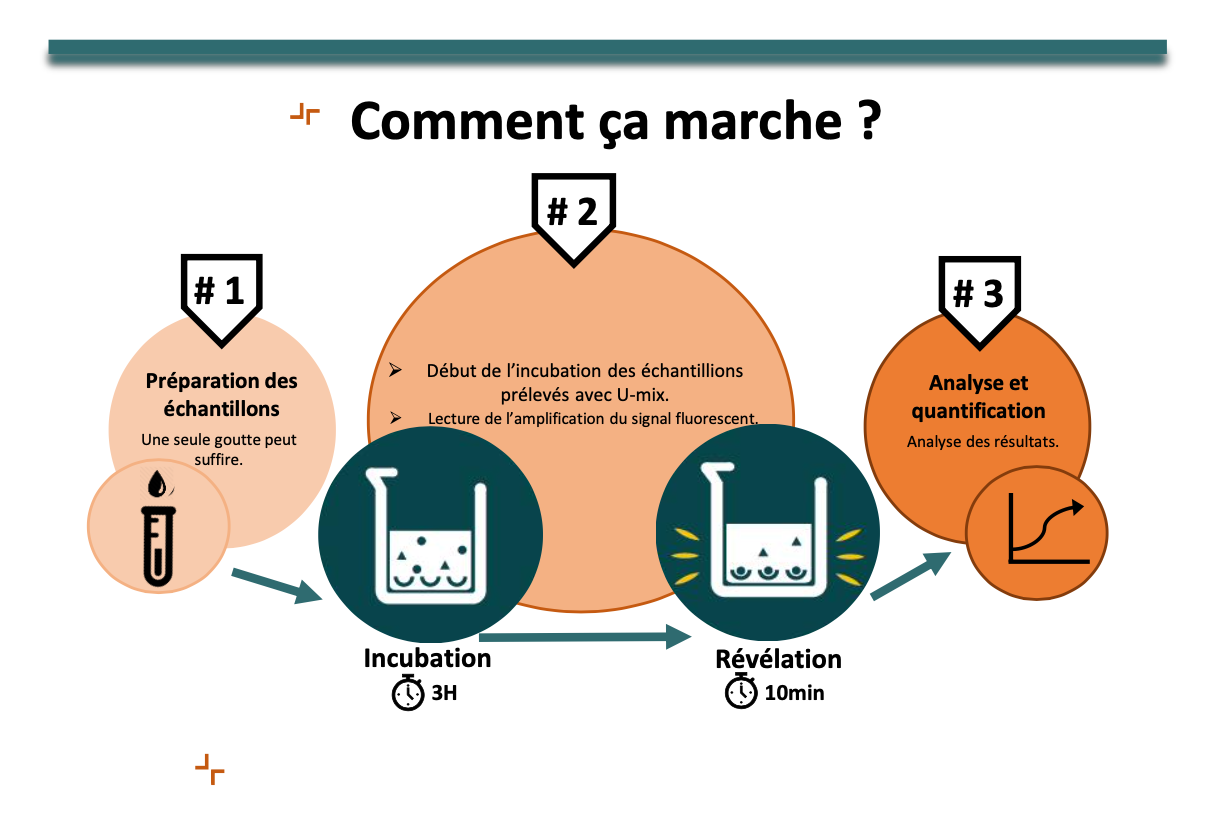 Comment ça marche ?
# 1
Préparation des
échantillons
Une seule goutte peut
suffire.
# 2
➢ Début de l’incubation des échantillions
prélevés avec U-mix.
➢ Lecture de l’amplification du signal fluorescent.
Incubation
3H
Révélation
10min
# 3
Analyse et
quantification
Analyse des résultats.